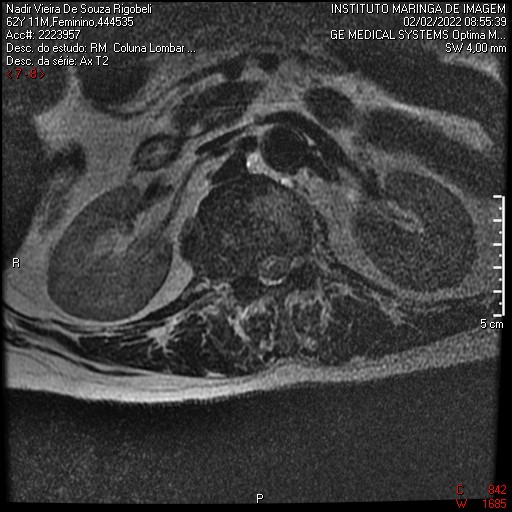 Nadir Vieira De Souza Rigobeli
62Y 11M,Feminino,444535
Acc#: 2223957
Desc. do estudo: RM Coluna Lombar ...
Desc. da série: Ax T2
< 7 - 8 >
INSTITUTO MARINGA DE IMAGEM
02/02/2022 08:55:39
GE MEDICAL SYSTEMS Optima M...
SW 4,00 mm
R
5 cm
P
C 842
W 1685